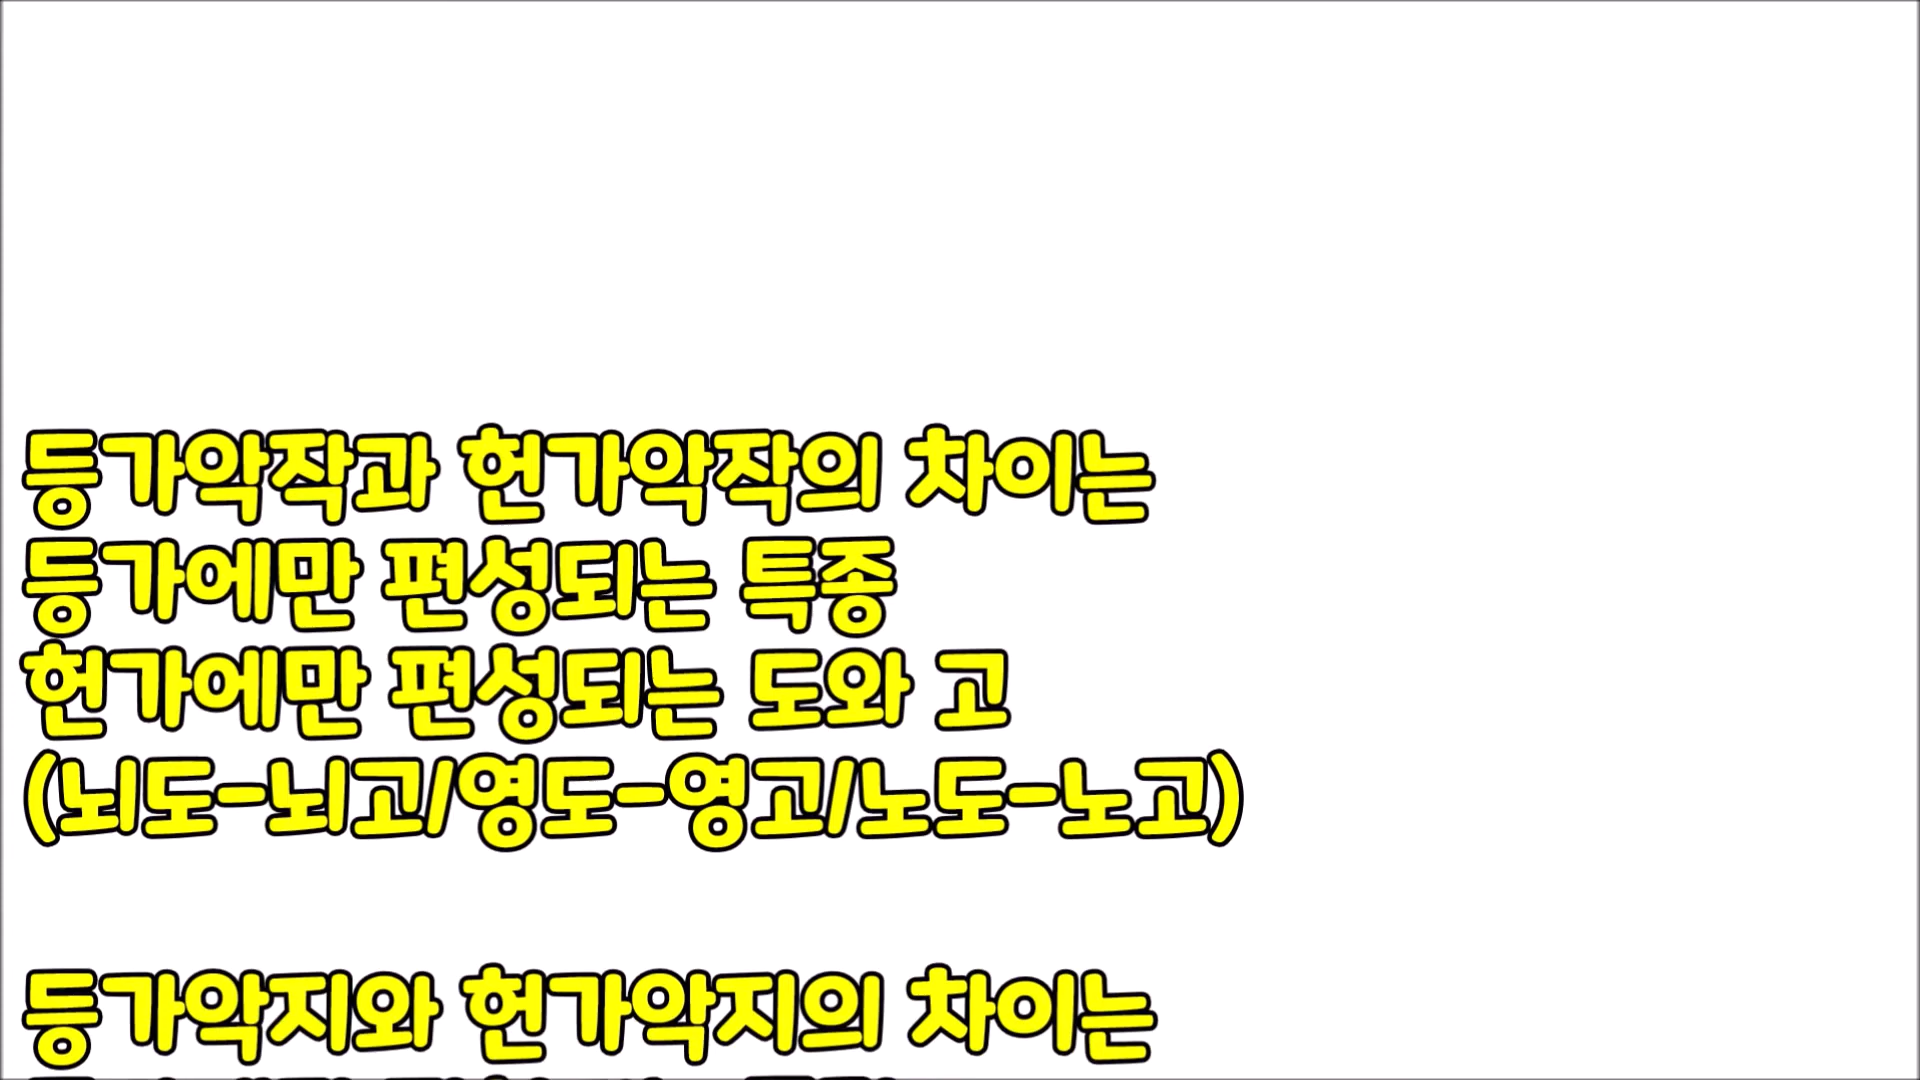 등가악작과 헌가악작의 차이는
등가에만 편성되는 특종
헌가에만 편성되는 도와 고
(뇌도-뇌고/영도-영고/노도-노고)
등가악지와 헌가악지의 차이는